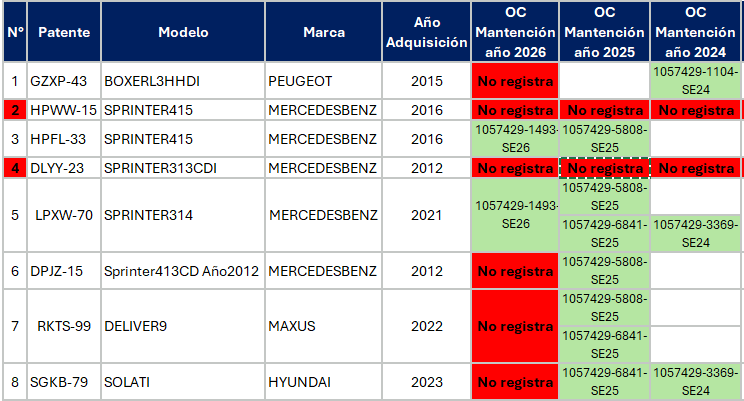 N° Patente Modelo Marca Año Adquisición OC Mantención año 2026 OC Mantención año 2025 OC Mantención año 2024
1 GZXP-43 BOXERL3HHDI PEUGEOT 2015 No registra 1057429-1104-SE24
2 HPWW-15 SPRINTER415 MERCEDESBENZ 2016 No registra No registra No registra
3 HPFL-33 SPRINTER415 MERCEDESBENZ 2016 1057429-1493-SE26 1057429-5808-SE25
4 DLYY-23 SPRINTER313CDI MERCEDESBENZ 2012 No registra No registra No registra
5 LPXW-70 SPRINTER314 MERCEDESBENZ 2021 1057429-1493-SE26 1057429-5808-SE25
1057429-6841-SE25 1057429-3369-SE24
6 DPJZ-15 Sprinter413CD Año2012 MERCEDESBENZ 2012 No registra 1057429-5808-SE25
7 RKTS-99 DELIVER9 MAXUS 2022 No registra 1057429-5808-SE25
1057429-6841-SE25
8 SGKB-79 SOLATI HYUNDAI 2023 No registra 1057429-6841-SE25 1057429-3369-SE24